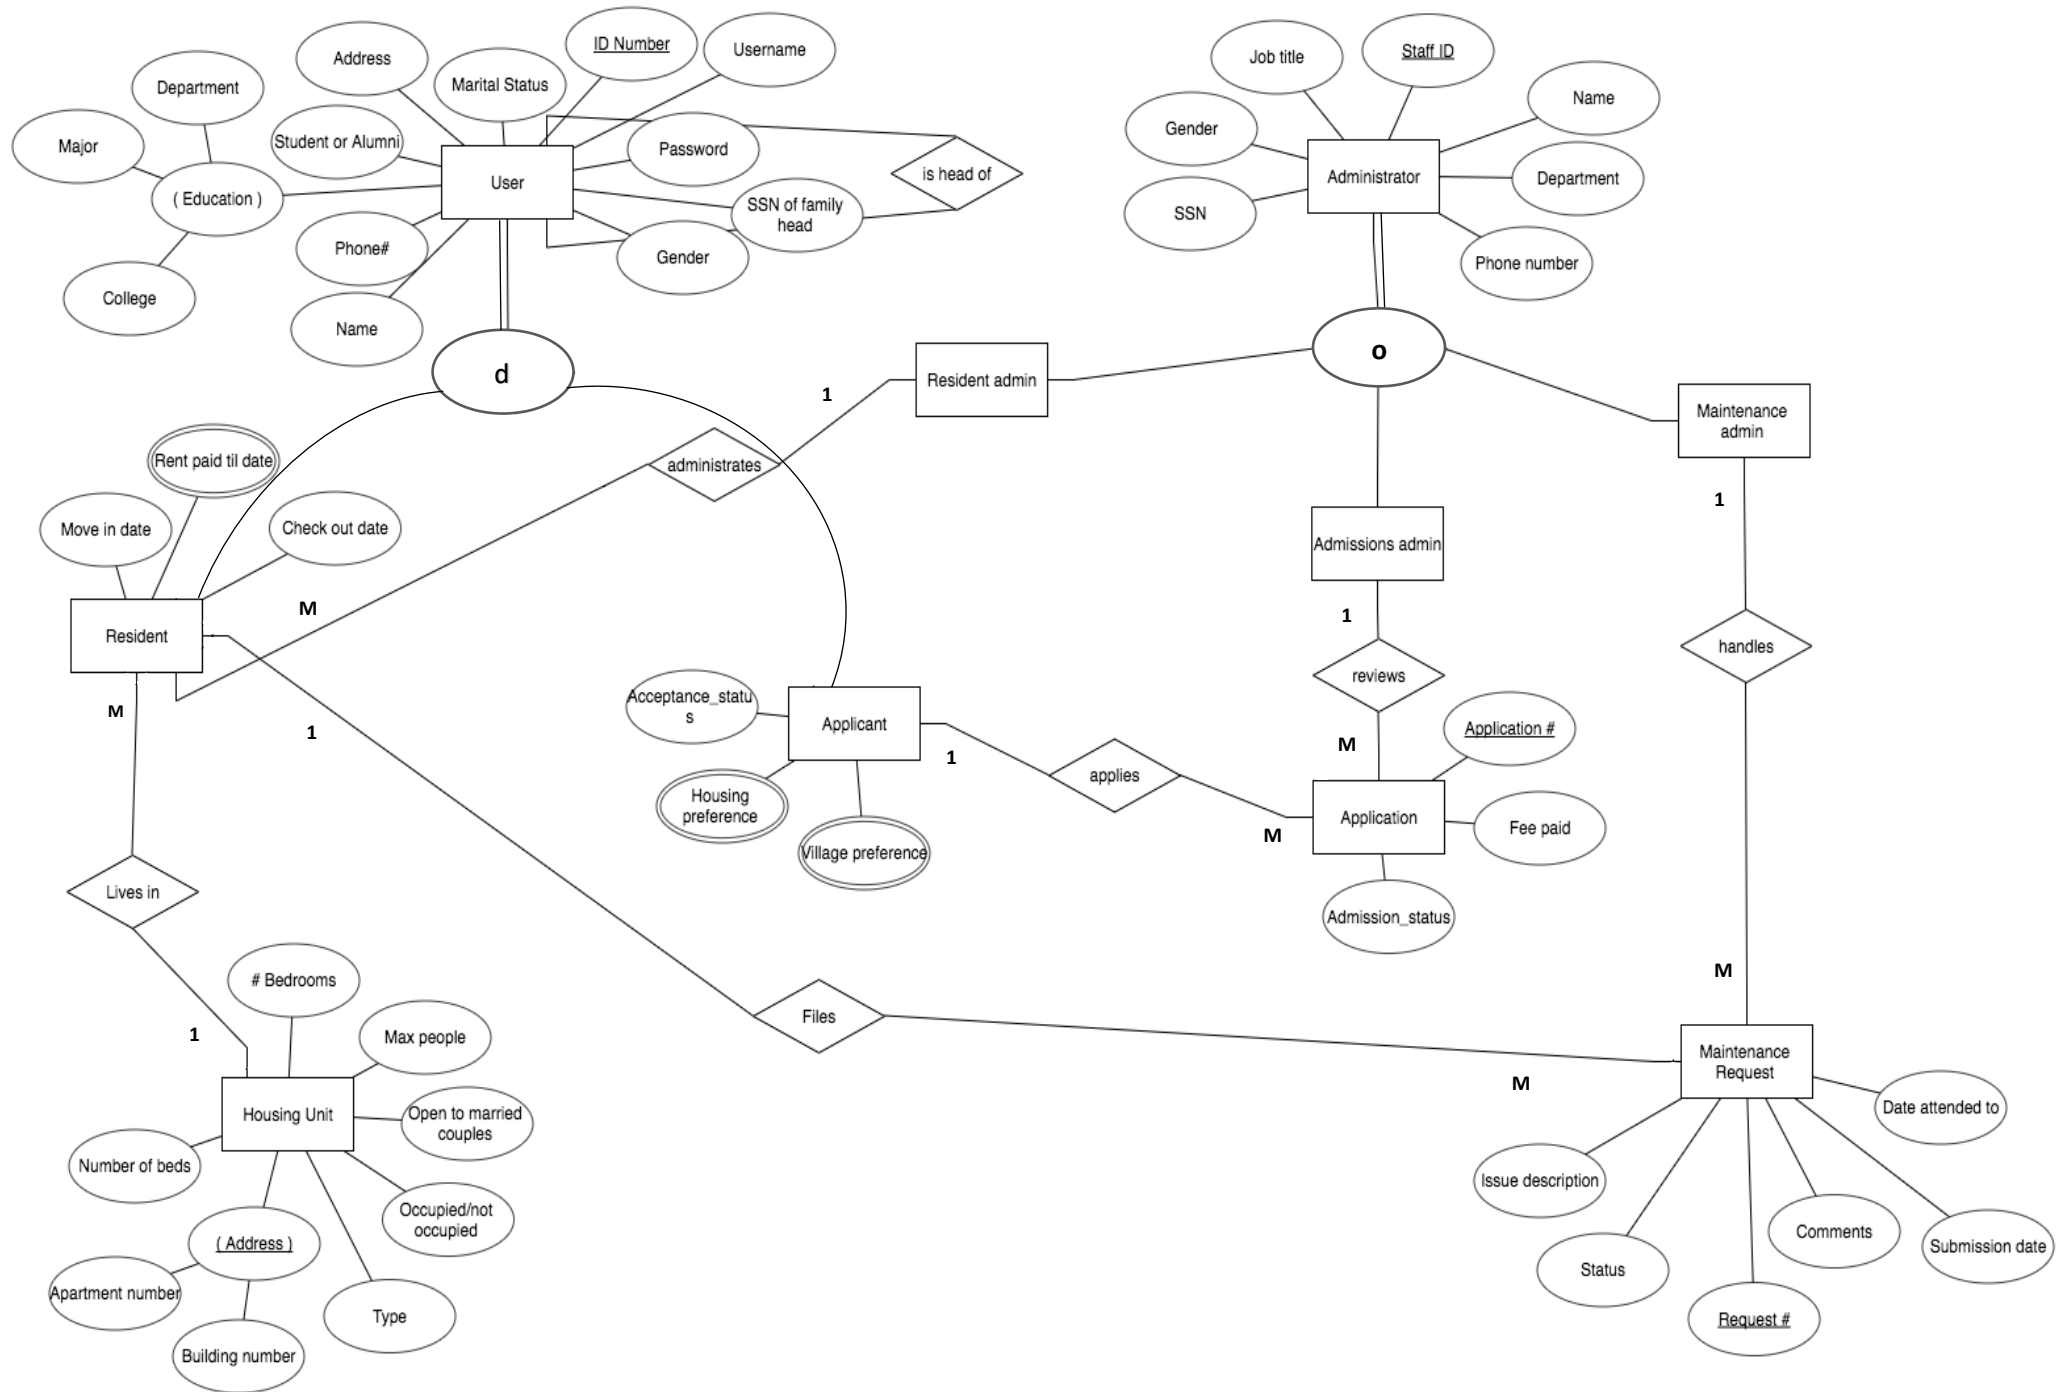 ID Number
Username
Address
Marital Status
Department
Student or Alumni
Major
Password
is head of
User
( Education )
SSN of family
head
Phone#
Gender
College
Name
Job title
Staff ID
Name
Gender
Administrator
Department
SSN
Phone number
d
o
Resident admin
1
Maintenance
admin
Rent paid til date
administrates
1
Move in date
Check out date
Admissions admin
M
1
Resident
handles
reviews
M
1
Acceptance_statu
s
Applicant
1
M
Application #
applies
Housing
preference
M
Application
Fee paid
Village preference
Lives in
Admission_status
# Bedrooms
M
Files
1
Max people
Maintenance
Request
M
Housing Unit
Open to married
couples
Date attended to
Number of beds
Issue description
Occupied/not
occupied
Comments
( Address )
Submission date
Status
Apartment number
Type
Request #
Building number